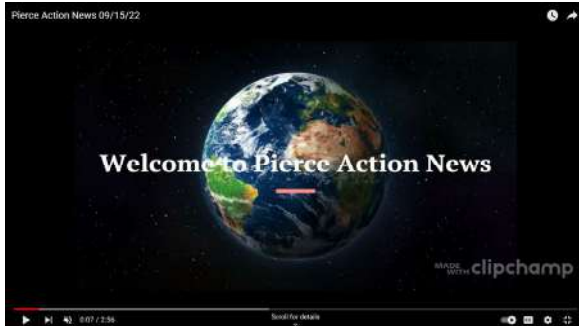 Pierce Action News 09/15/22
Welcome to Pierce Action News
MADE WITH clipchamp
0:07 / 2:56
Scroll for details